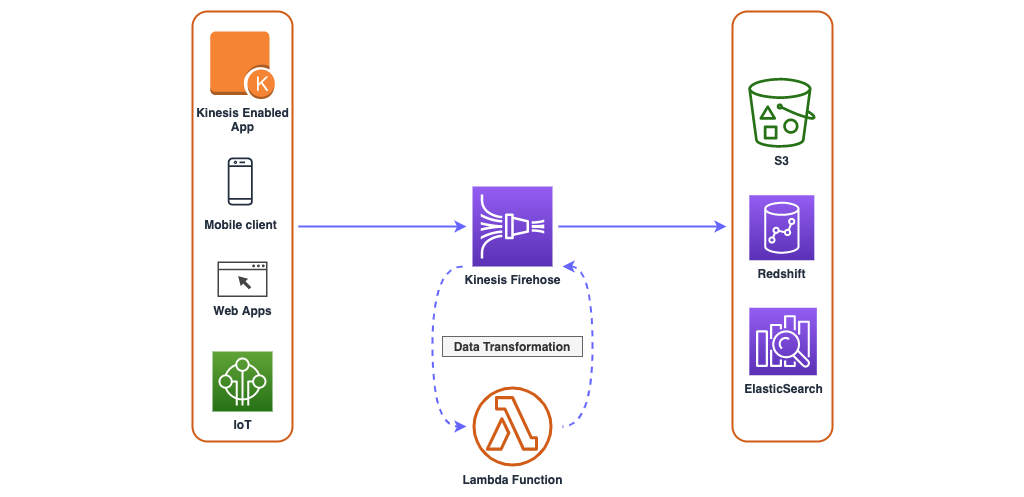 K
Kinesis Enabled
App
Mobile client
Web Apps
IoT
Kinesis Firehose
Data Transformation
Lambda Function
S3
Redshift
ElasticSearch